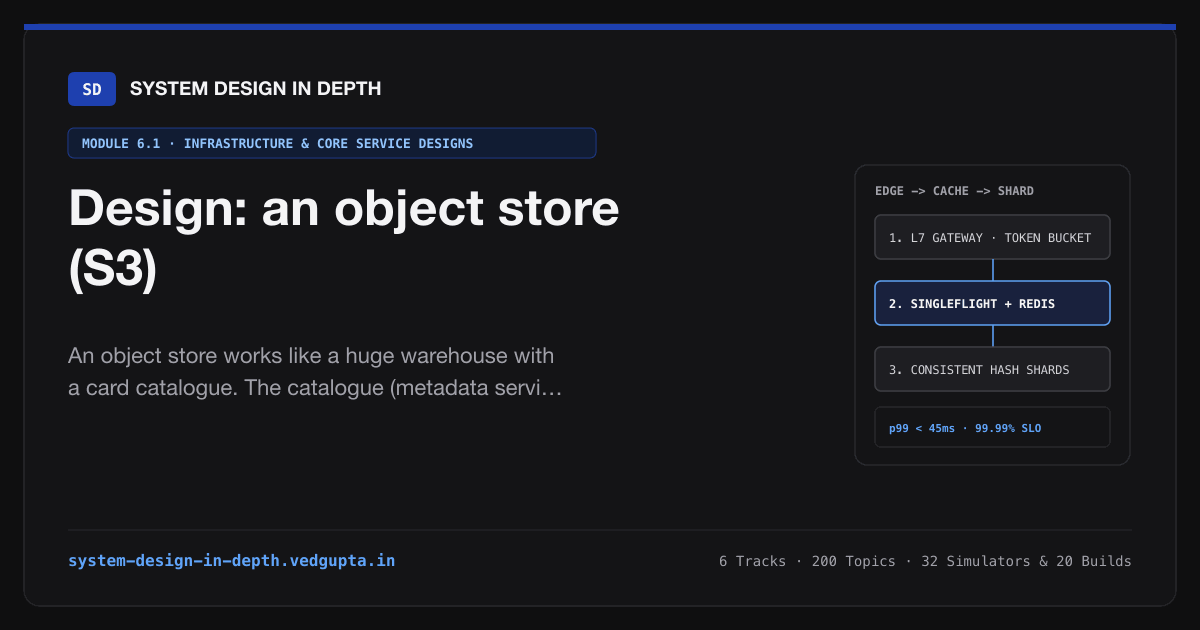 SD
SYSTEM DESIGN IN DEPTH
MODULE 6.1 · INFRASTRUCTURE & CORE SERVICE DESIGNS
Design: an object store
(S3)
An object store works like a huge warehouse with
a card catalogue. The catalogue (metadata servi…
EDGE —> CACHE —> SHARD
1. L7 GATEWAY · TOKEN BUCKET
2. SINGLEFLIGHT + REDIS
3. CONSISTENT HASH SHARDS
p99 < 45ms · 99.99% SLO
system-design-in-depth.vedgupta.in
6 Tracks · 200 Topics · 32 Simulators & 20 Builds